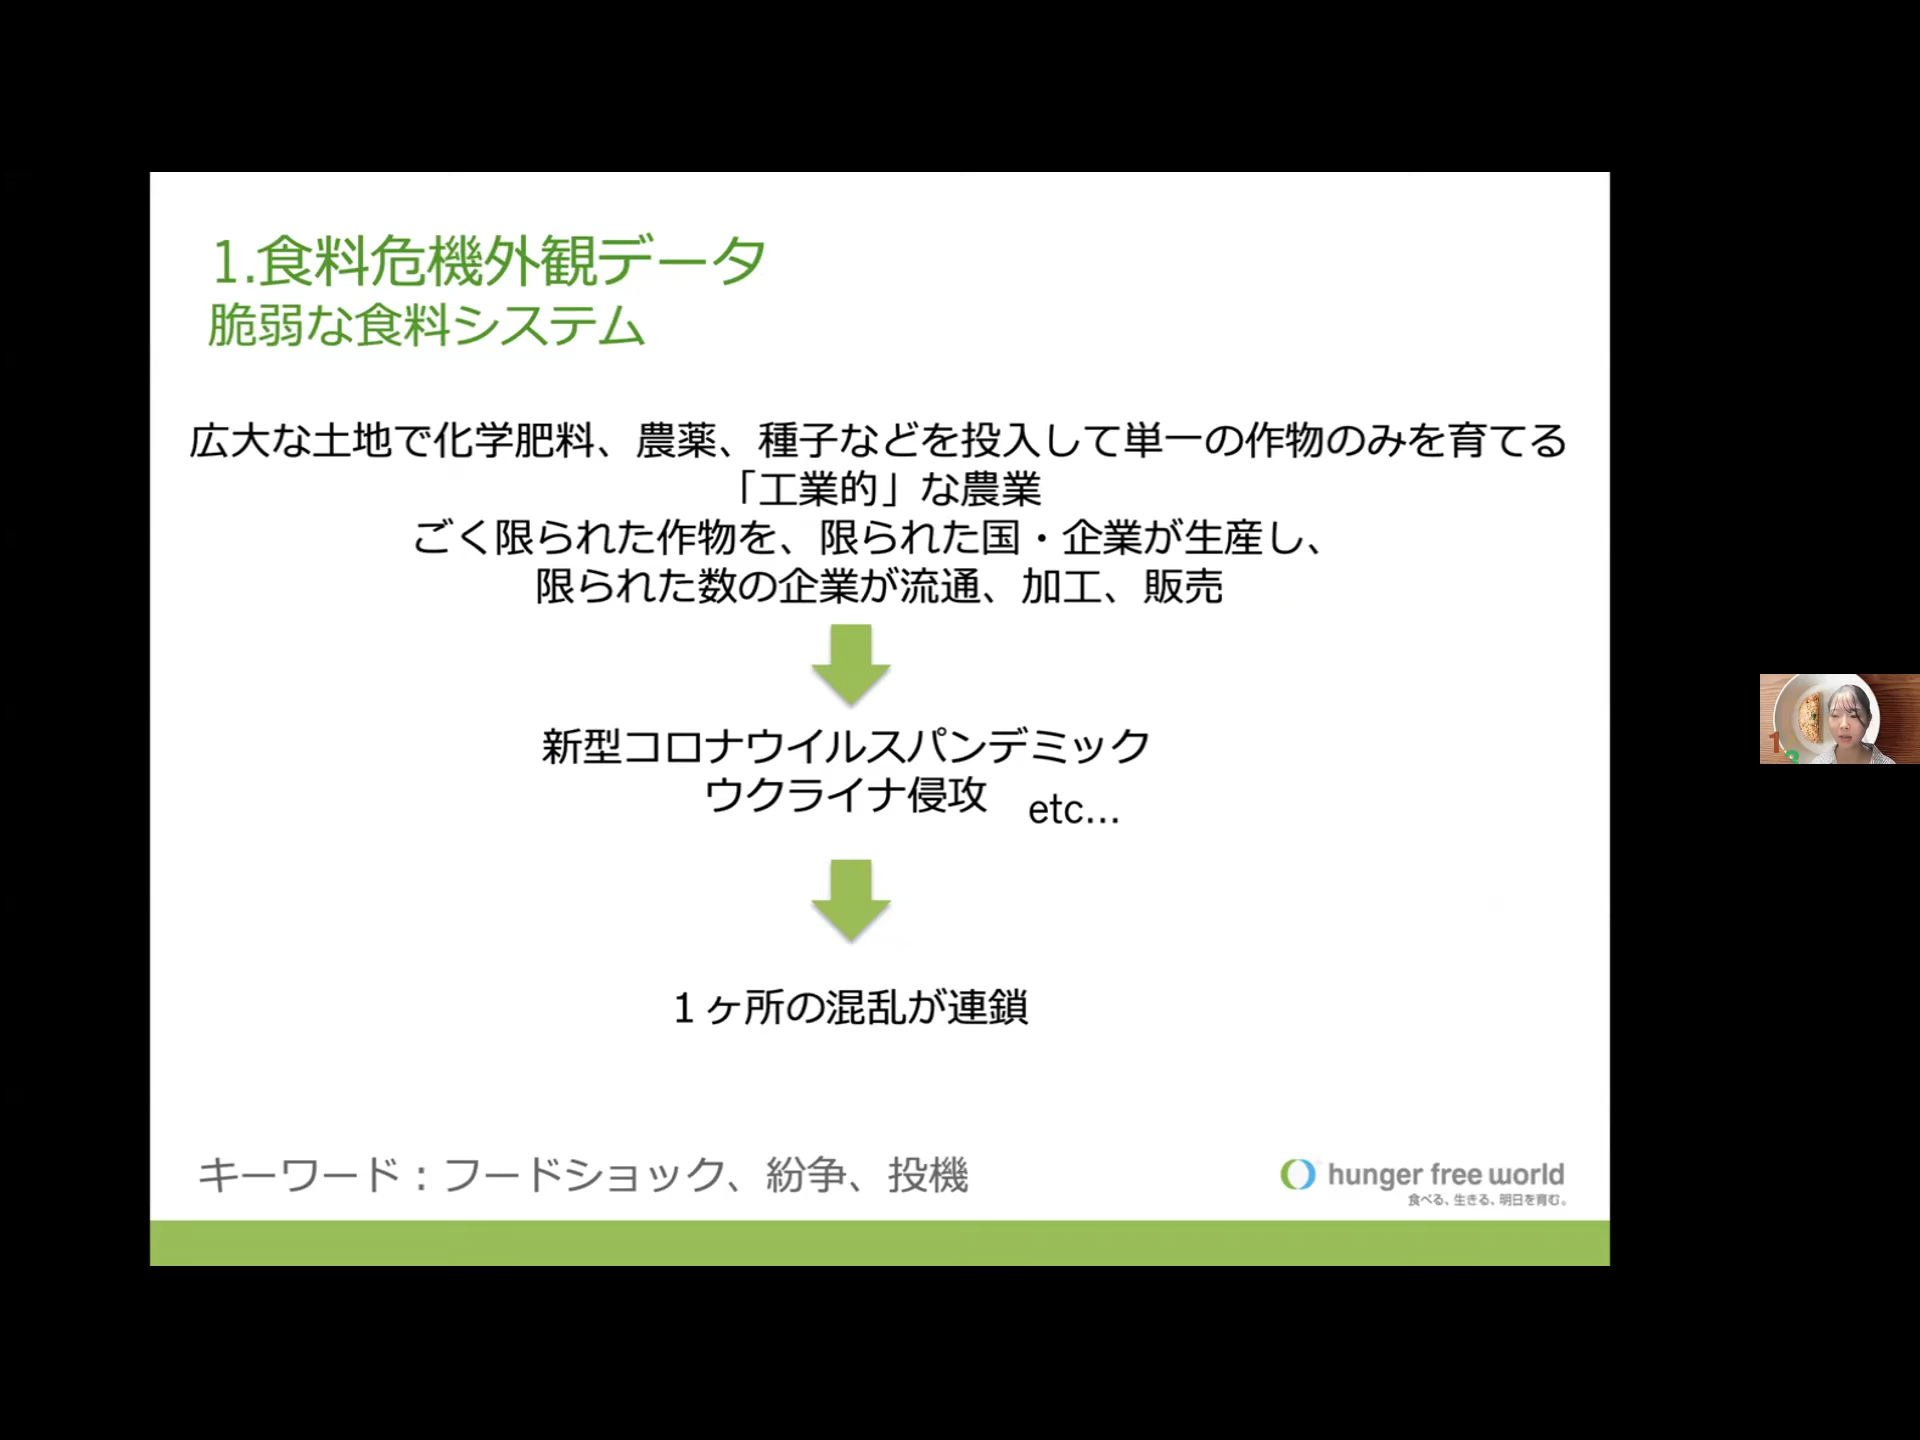 1.食料危機外観データ
脆弱な食料システム
広大な土地で化学肥料、農薬、種子などを投入して単一の作物のみを育てる
「工業的」な農業
ごく限られた作物を、限られた国・企業が生産し、
限られた数の企業が流通、加工、販売
新型コロナウイルスパンデミック
ウクライナ侵攻 etc...
１ヶ所の混乱が連鎖
キーワード：フードショック、紛争、投機
hunger free world
食べる、生きる、明日を育む。